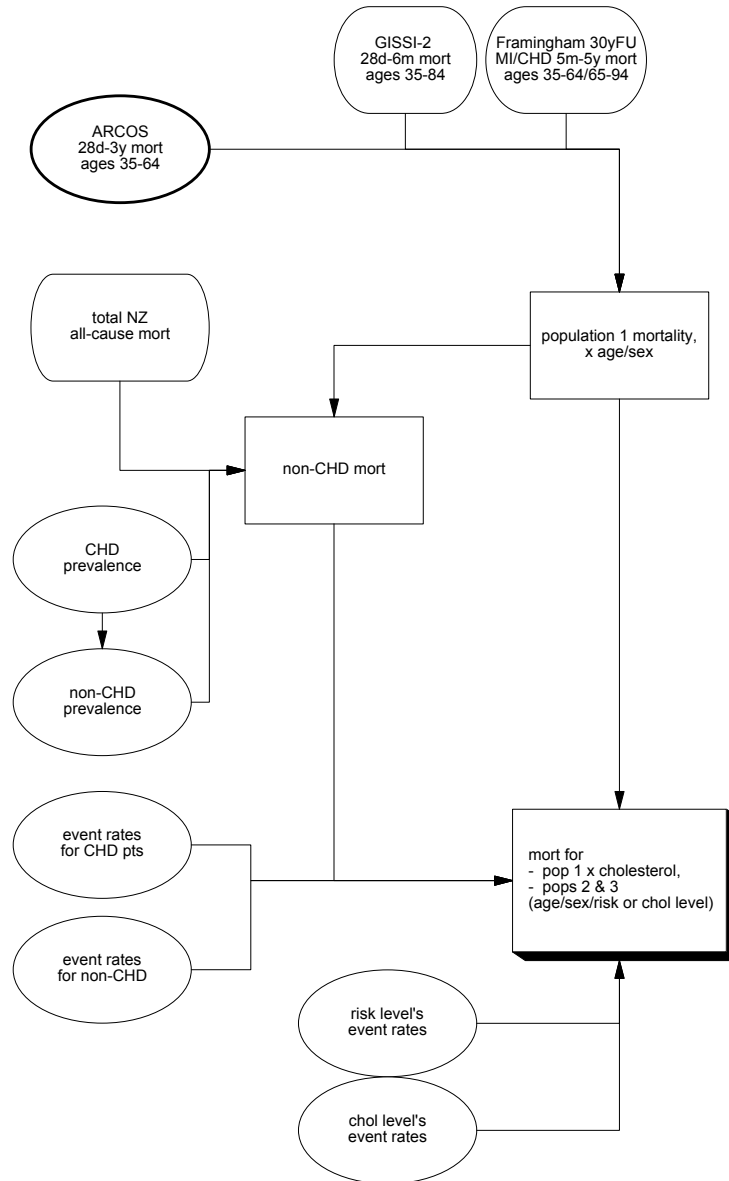 GISSI-2
28d-6m mort
ages 35-84
Framingham 30yFU
MI/CHD 5m-5y mort
ages 35-64/65-94
ARCOS
28d-3y mort
ages 35-64
total NZ
all-cause mort
population 1 mortality,
x age/sex
non-CHD mort
CHD
prevalence
non-CHD
prevalence
event rates
for CHD pts
mort for
- pop 1 x cholesterol,
- pops 2 & 3
(age/sex/risk or chol level)
event rates
for non-CHD
risk level's
event rates
chol level's
event rates